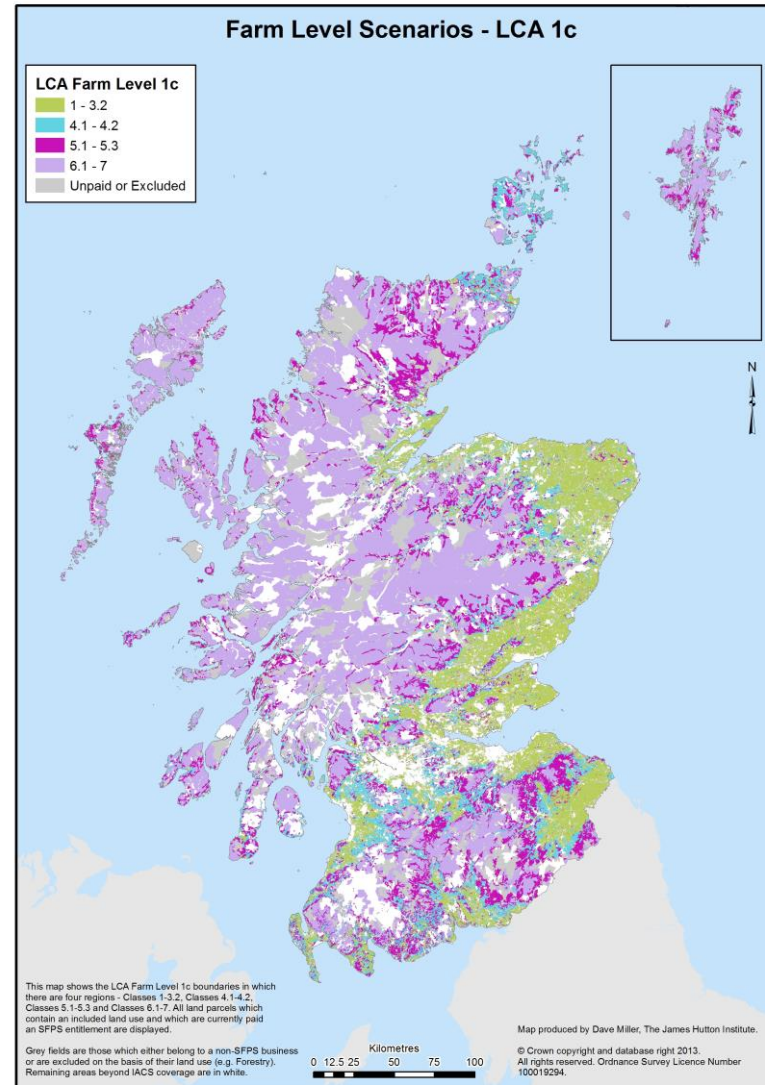 Farm Level Scenarios - LCA 1c
LCA Farm Level 1c
1 - 3.2
4.1 - 4.2
5.1 - 5.3
6.1 - 7
Unpaid or Excluded
N
This map shows the LCA Farm Level 1c boundaries in which
there are four regions - Classes 1-3.2, Classes 4.1-4.2,
Classes 5.1-5.3 and Classes 6.1-7. All land parcels which
contain an included land use and which are currently paid
an SFPS entitlement are displayed.
Grey fields are those which either belong to a non-SFPS business
or are excluded on the basis of their land use (e.g. Forestry).
Remaining areas beyond IACS coverage are in white.
Kilometres
0 12.5 25 50 75 100
Map produced by Dave Miller, The James Hutton Institute.
© Crown copyright and database right 2013.
All rights reserved. Ordnance Survey Licence Number
100019294.